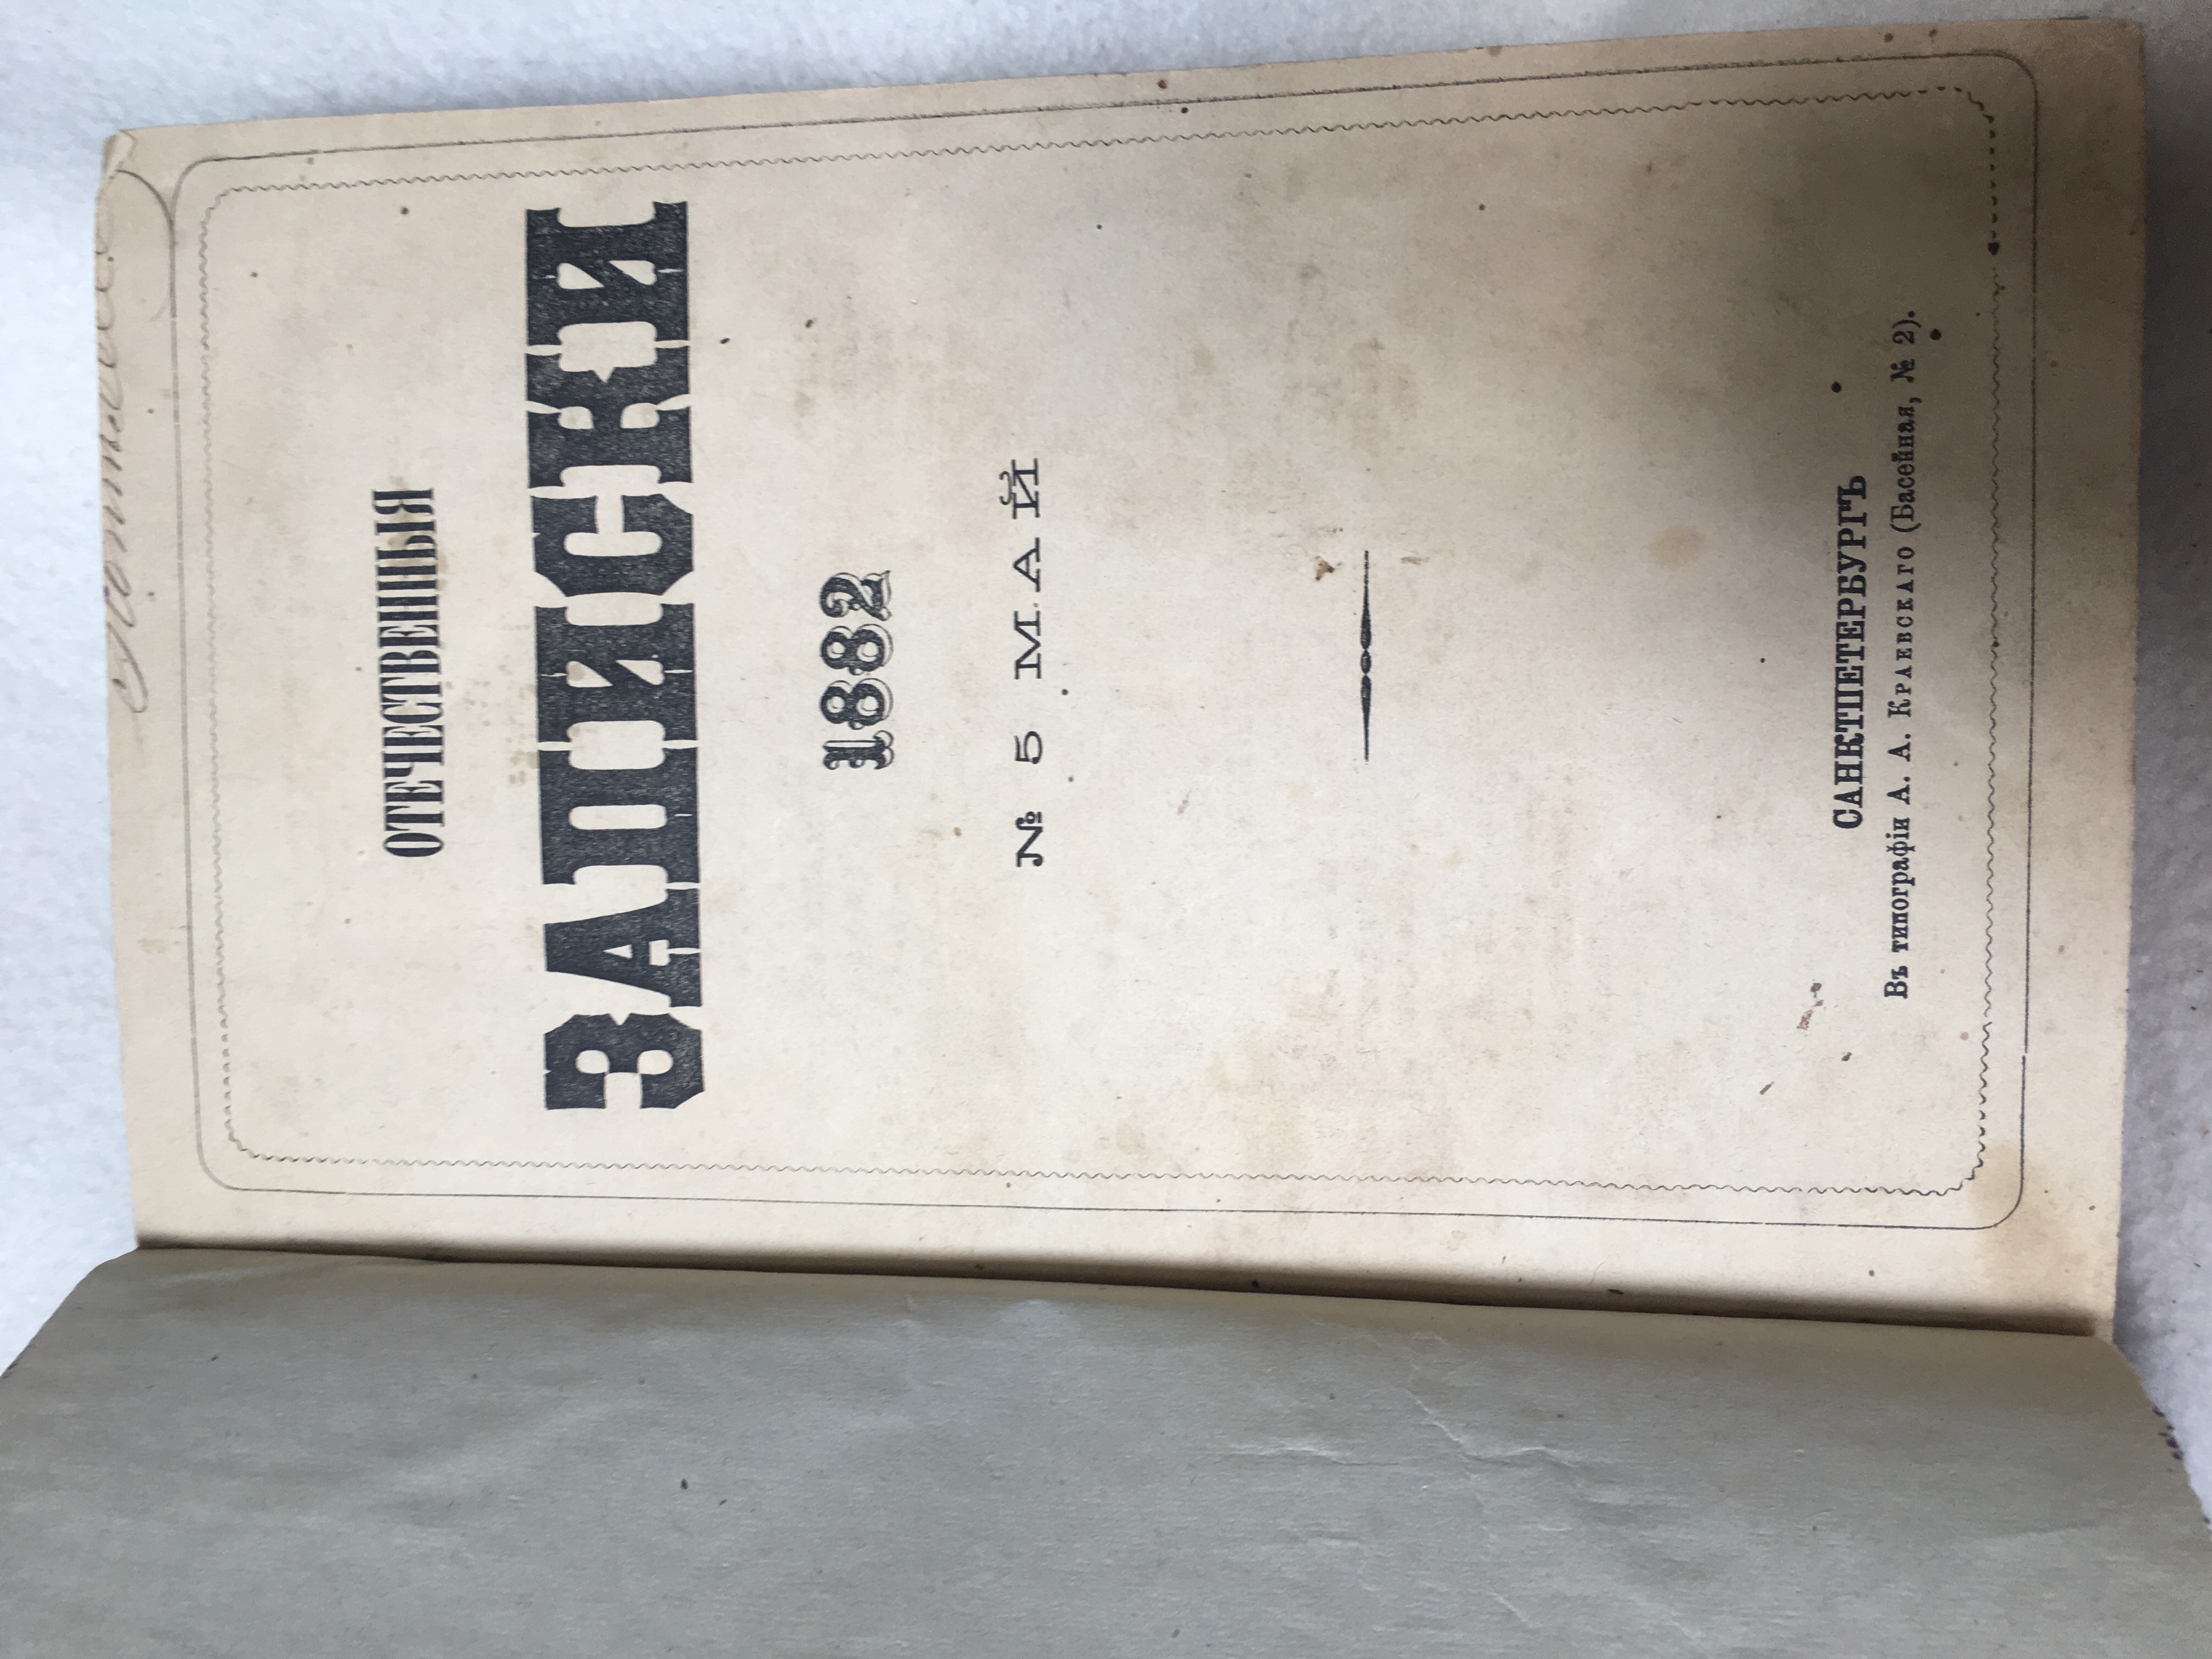 ОТЕЧЕСТВЕННЫЯ
ЗАПИСКИ
1882
№ 5 МАЙ
САНКТПЕТЕРБУРГЪ
Въ типографіи А. А. Краевскаго (Басейная, № 2).